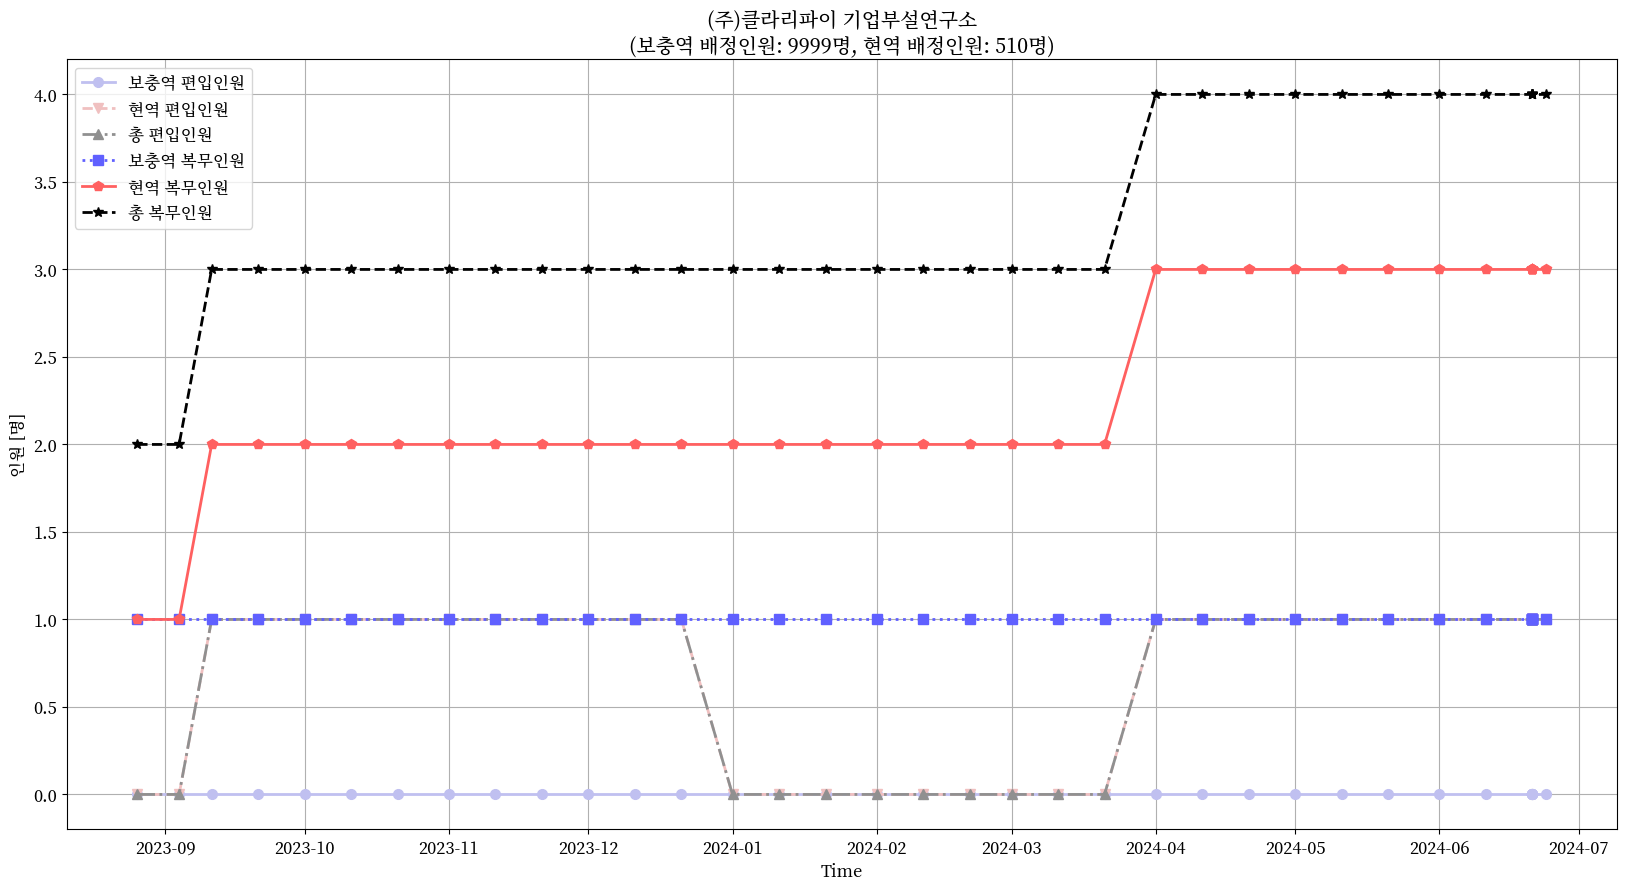 (주)클라리파이 기업부설연구소
(보충역 배정인원: 9999명, 현역 배정인원: 510명)
보충역 편입인원
현역 편입인원
총 편입인원
보충역 복무인원
현역 복무인원
총 복무인원
4.0
3.5
3.0
2.5
2.0
1.5
1.0
0.5
0.0
인원 [명]
2023-09 2023-10 2023-11 2023-12 2024-01 2024-02 2024-03 2024-04 2024-05 2024-06 2024-07
Time